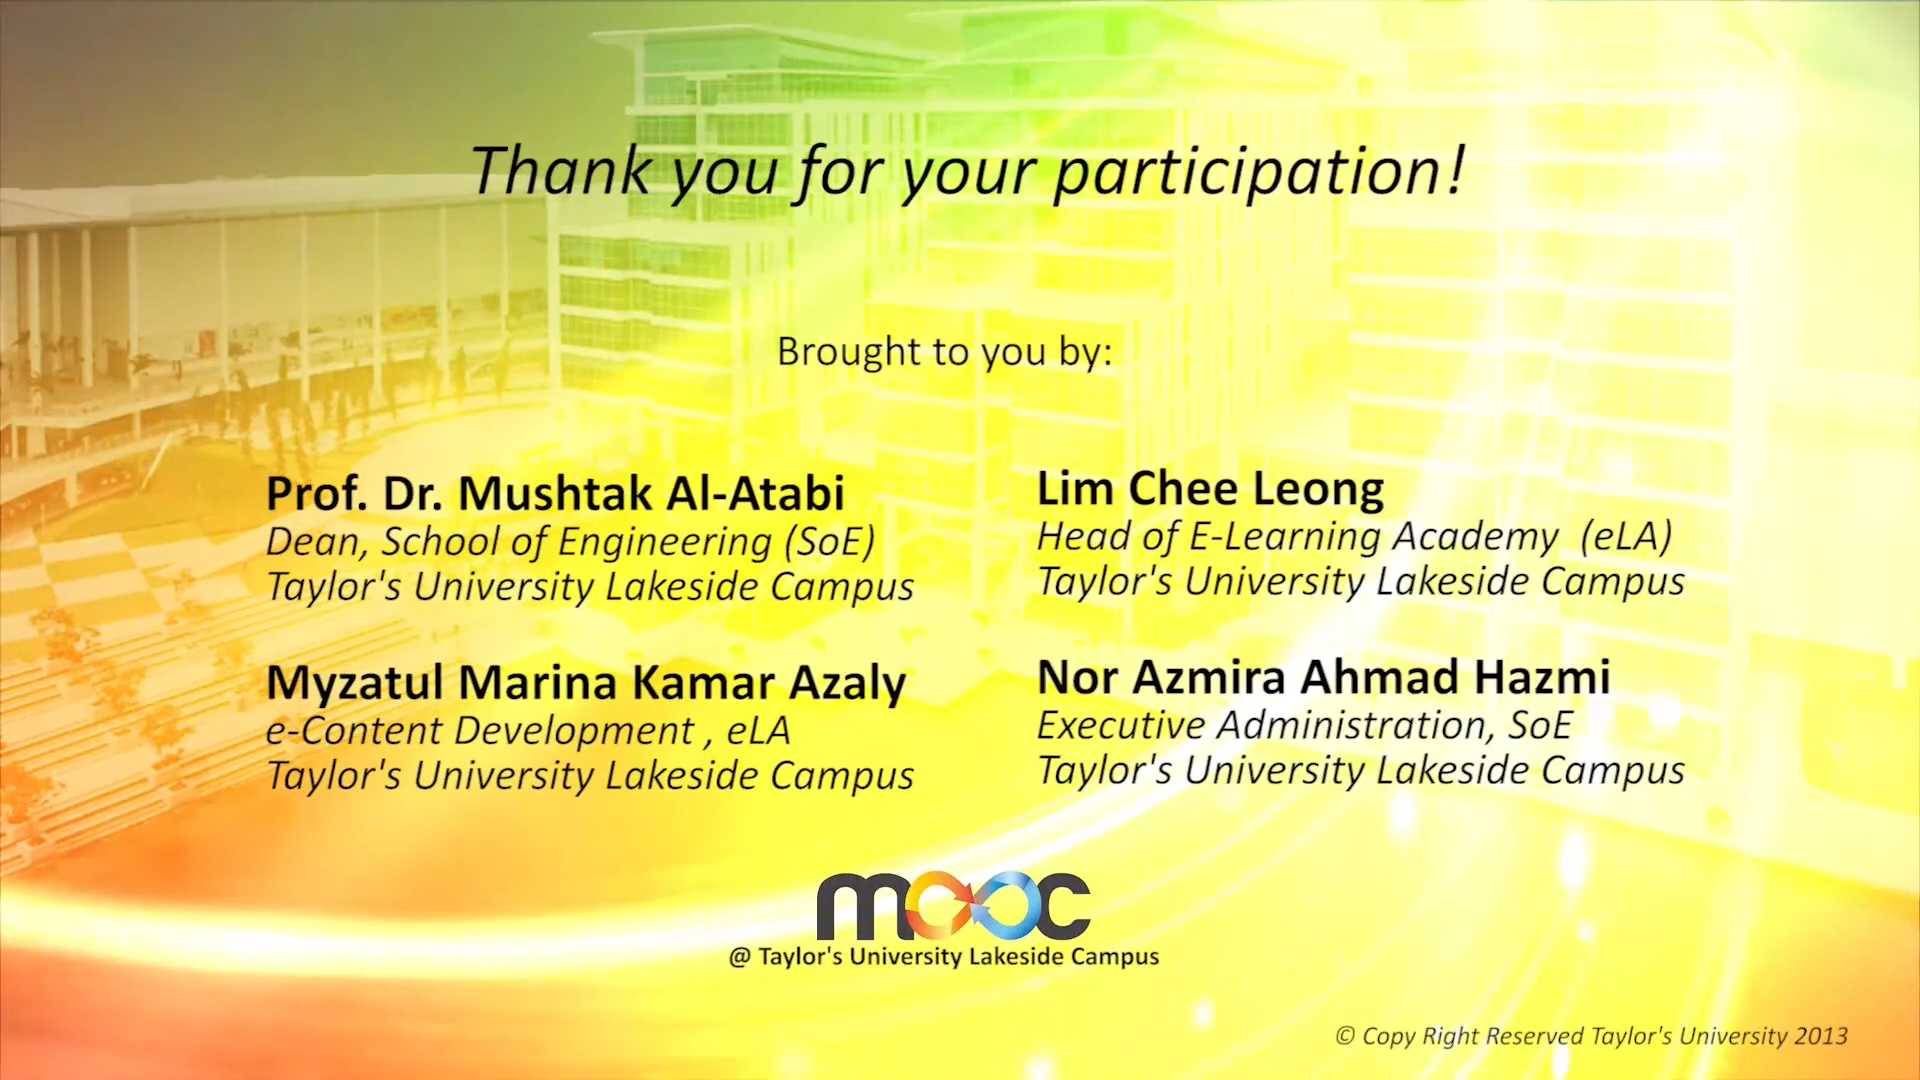 Thank you for your participation!
Brought to you by:
Prof. Dr. Mushtak Al-Atabi
Dean, School of Engineering (SoE)
Taylor's University Lakeside Campus
Lim Chee Leong
Head of E-Learning Academy  (eLA)
Taylor's University Lakeside Campus
Myzatul Marina Kamar Azaly
e-Content Development , eLA
Taylor's University Lakeside Campus
Nor Azmira Ahmad Hazmi
Executive Administration, SoE
Taylor's University Lakeside Campus
mooc
@ Taylor's University Lakeside Campus
© Copy Right Reserved Taylor's University 2013